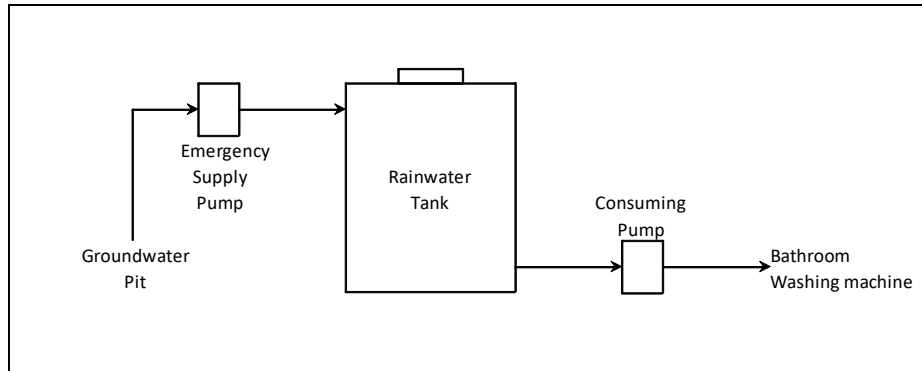 Emergency
Supply
Pump
Groundwater
Pit
Rainwater
Tank
Consuming
Pump
Bathroom
Washing machine